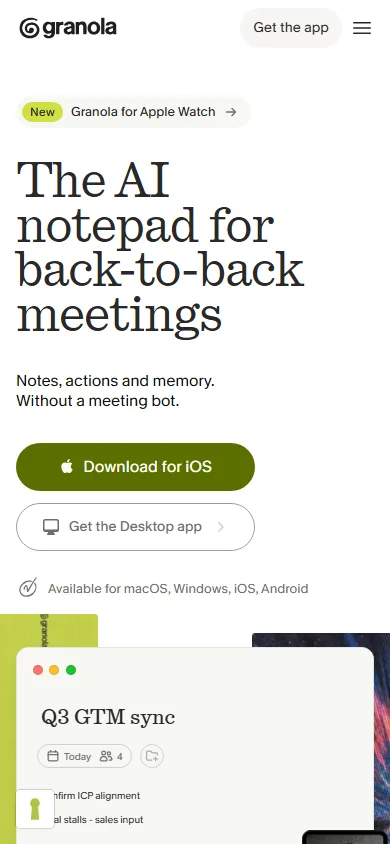 granola
Get the app
New Granola for Apple Watch
The AI
notepad for
back-to-back
meetings
Notes, actions and memory.
Without a meeting bot.
Download for iOS
Get the Desktop app
Available for macOS, Windows, iOS, Android
granola
Q3 GTM sync
Today 4
nfirm ICP alignment
al stalls - sales input